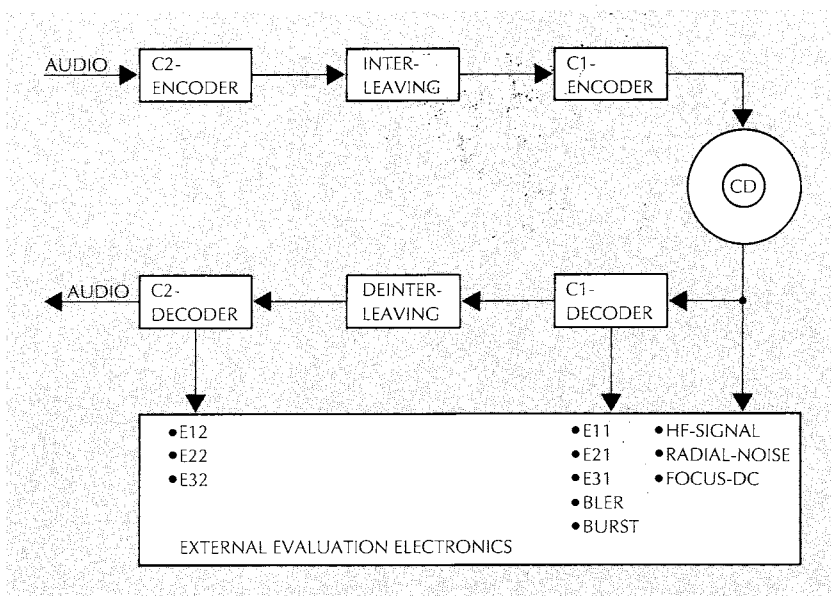 AUDIO
C2-
ENCODER
INTER-
LEAVING
C1-
ENCODER
CD
AUDIO
C2-
DECODER
DEINTER-
LEAVING
C1-
DECODER
•E12
•E22
•E32
•E11
•E21
•E31
•BLER
•BURST
•HF-SIGNAL
•RADIAL-NOISE
•FOCUS-DC
EXTERNAL EVALUATION ELECTRONICS